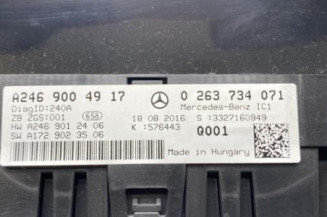 A246 900 49 17
0 263 734 071
DiagID:240A
Mercedes-Benz IC1
ZB ZGS:001 658
18 08 2016 S :3327160949
HW A246 901 24 06
K :576443 Q001
SW A172 902 35 06
Made in Hungary